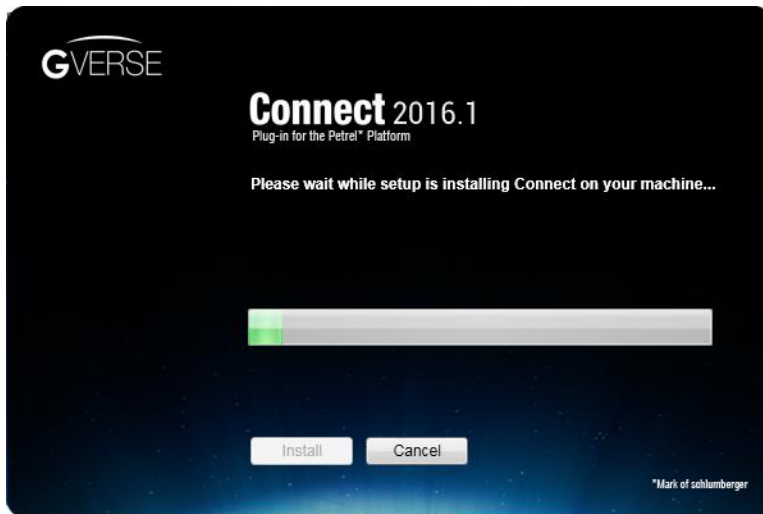 GVERSE
Connect 2016.1
Plug-in for the Petrel* Platform
Please wait while setup is installing Connect on your machine...
Install
Cancel
*Mark of schlumberger